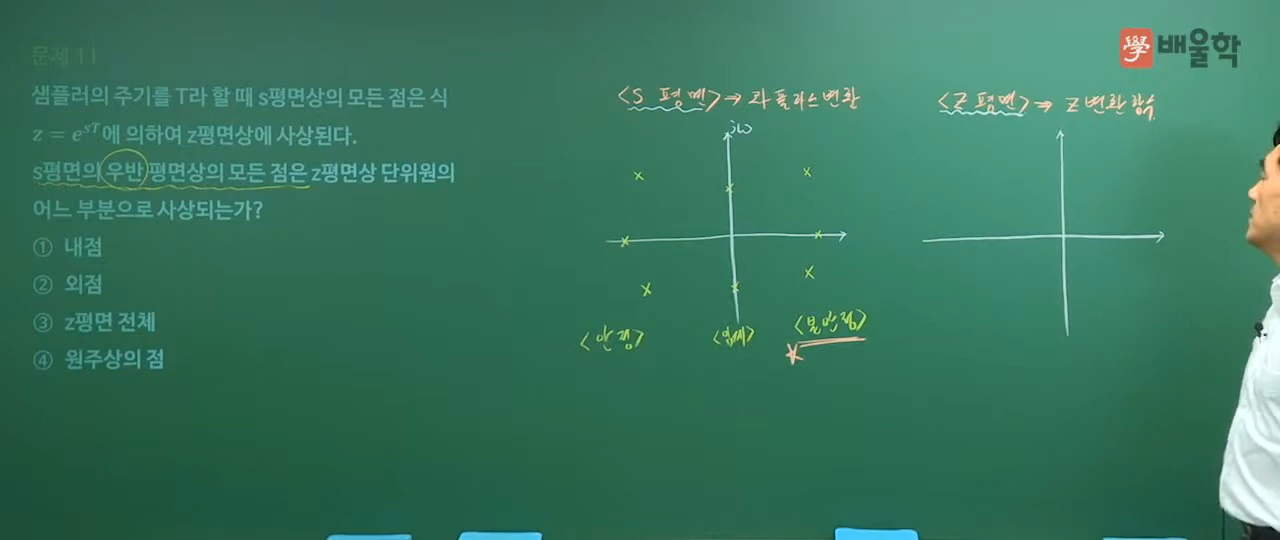 문제 11
샘플러의 주기를 T라 할 때 s평면상의 모든 점은 식
z = e^{sT}에 의하여 z평면상에 사상된다.
s평면의 우반 평면상의 모든 점은 z평면상 단위원의
어느 부분으로 사상되는가?
① 내점
② 외점
③ z평면 전체
④ 원주상의 점
學 배울학
<S 평면> ⇒ 라플라스변환
jω
<안정>
<임계>
<불안정>
<Z 평면> ⇒ Z 변환 함수.